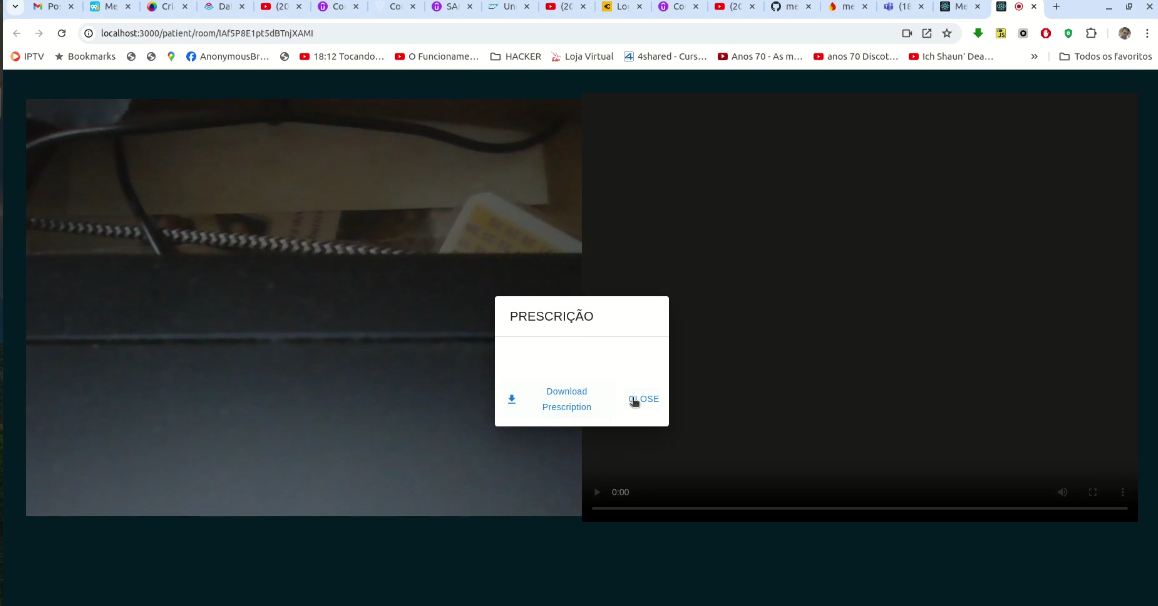 Po:
Me
Cri
Da
(20
Co
Co
SA
Un
(20
Lo
Co
(20
me
me
(18
Me
localhost:3000/patient/room/IAf5P8E1pt5dBTnjXAMI
IPTV
Bookmarks
AnonymousBr…
18:12 Tocando…
O Funcioname…
HACKER
Loja Virtual
4shared - Curs…
Anos 70 - As m…
anos 70 Discot…
Ich Shaun' Dea…
»
Todos os favoritos
PRESCRIÇÃO
Download
Prescription
CLOSE
0:00